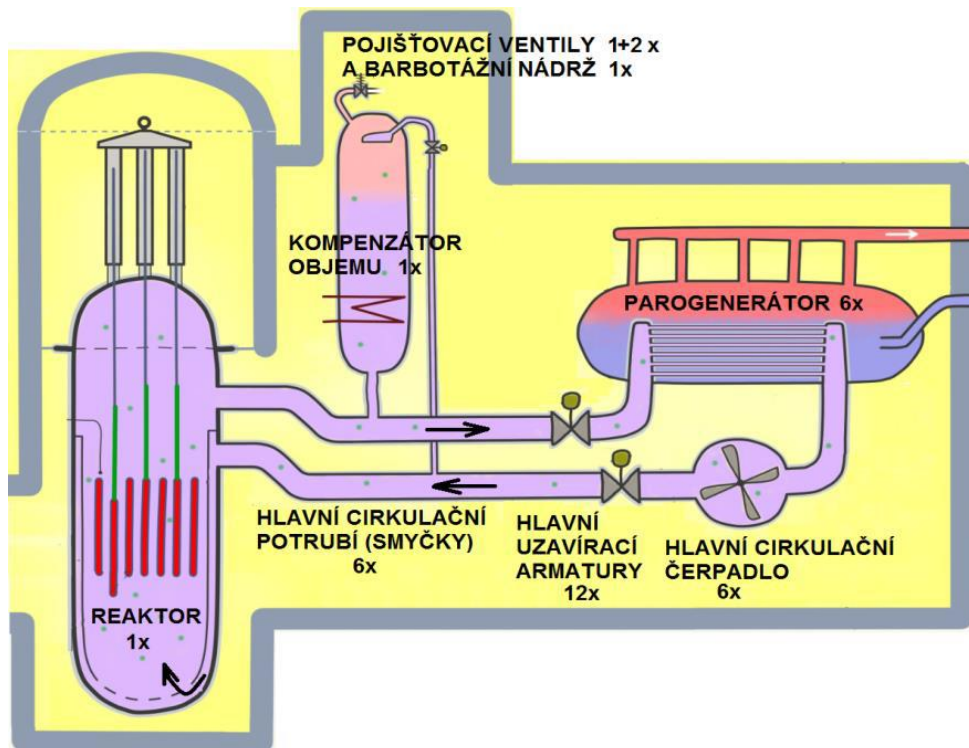 POJIŠŤOVACÍ VENTILY 1+2 x
A BARBOTÁŽNÍ NÁDRŽ 1x
KOMPENZÁTOR
OBJEMU 1x
PAROGENERÁTOR 6x
HLAVNÍ CIRKULAČNÍ
POTRUBÍ (SMYČKY)
6x
HLAVNÍ
UZAVÍRACÍ
ARMATURY
12x
HLAVNÍ CIRKULAČNÍ
ČERPADLO
6x
REAKTOR
1x